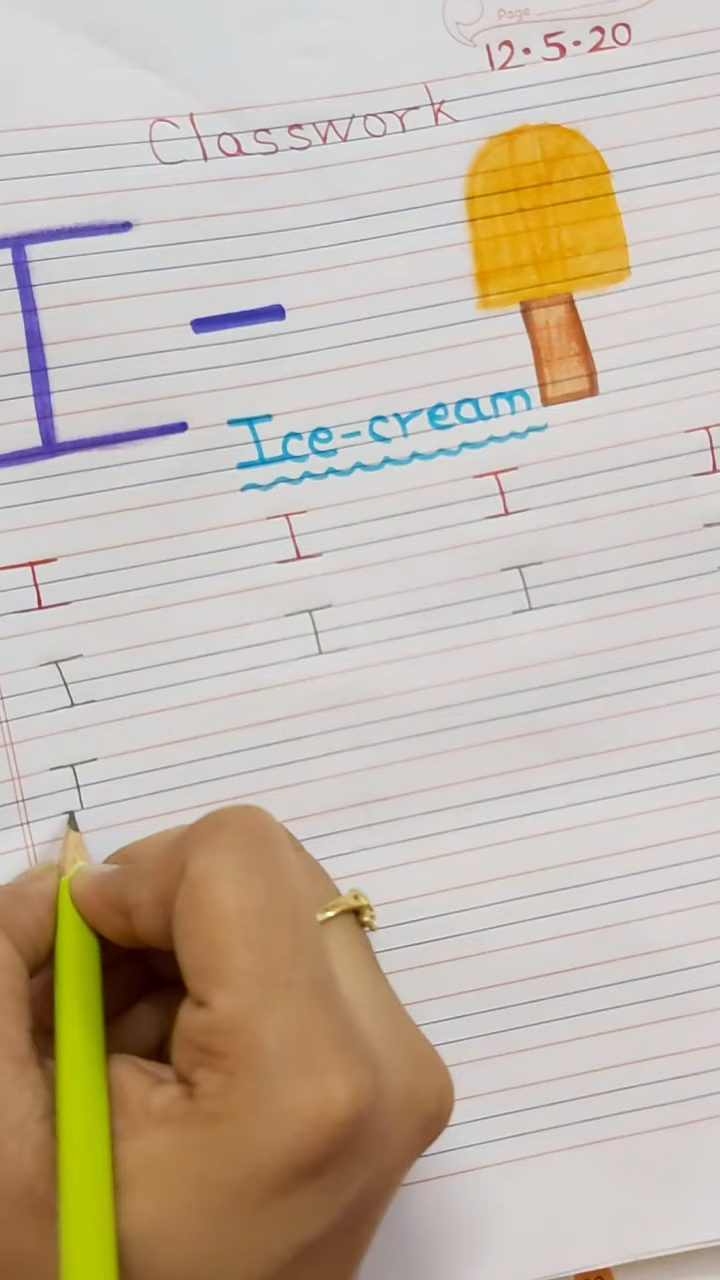 Page
12.5.20
Classwork
I -
Ice-cream
I I I I
I I I
I